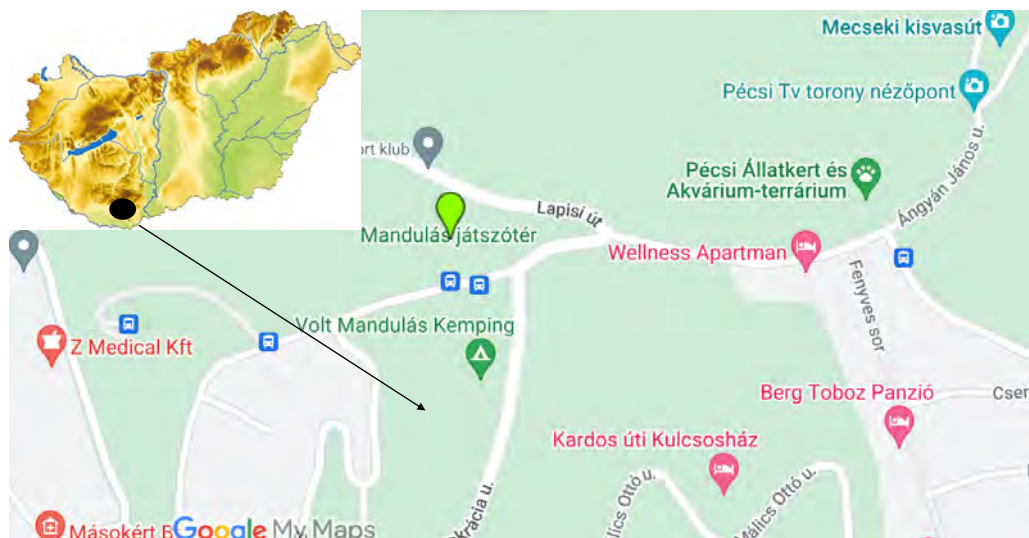 Mecseki kisvasút
Pécsi Tv torony nézőpont
ort klub
Pécsi Állatkert és
Akvárium-terrárium
Ángyán János u.
Lapisi út
Mandulás játszótér
Wellness Apartman
Fenyves sor
Volt Mandulás Kemping
Z Medical Kft
Berg Toboz Panzió
Cser
Kardos úti Kulcsosház
Málics Ottó u.
Málics Ottó u.
krácia u.
Másokért B
Google My Maps